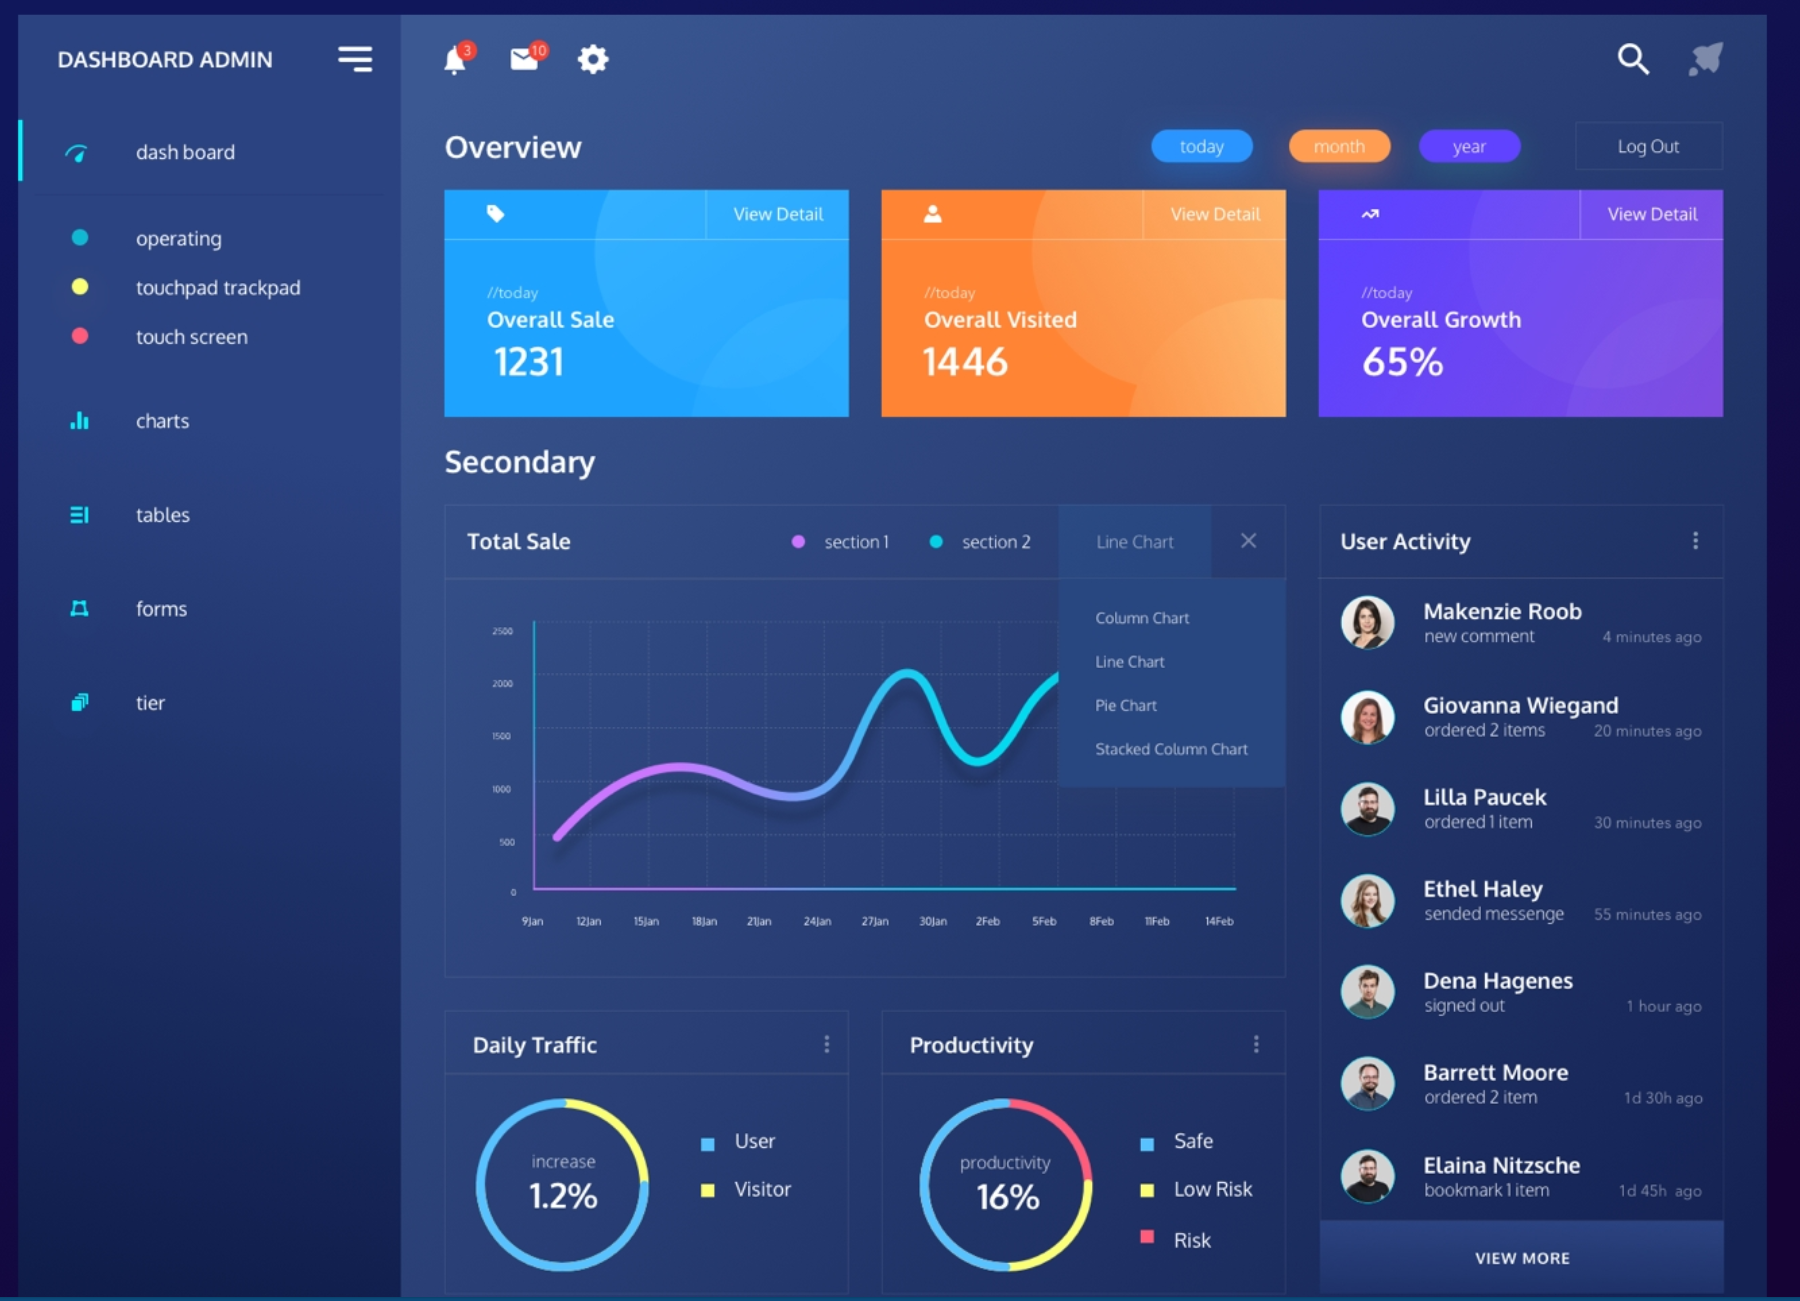 DASHBOARD ADMIN
3
10
dash board
operating
touchpad trackpad
touch screen
charts
tables
forms
tier
Overview
today
month
year
Log Out
View Detail
//today
Overall Sale
1231
View Detail
//today
Overall Visited
1446
View Detail
//today
Overall Growth
65%
Secondary
Total Sale
section 1
section 2
Line Chart
Column Chart
Line Chart
Pie Chart
Stacked Column Chart
2500
2000
1500
1000
500
0
9Jan 12Jan 15Jan 18Jan 21Jan 24Jan 27Jan 30Jan 2Feb 5Feb 8Feb 11Feb 14Feb
User Activity
Makenzie Roob
new comment 4 minutes ago
Giovanna Wiegand
ordered 2 items 20 minutes ago
Lilla Paucek
ordered 1 item 30 minutes ago
Ethel Haley
sended messenge 55 minutes ago
Dena Hagenes
signed out 1 hour ago
Barrett Moore
ordered 2 item 1d 30h ago
Elaina Nitzsche
bookmark 1 item 1d 45h ago
VIEW MORE
Daily Traffic
increase
1.2%
User
Visitor
Productivity
productivity
16%
Safe
Low Risk
Risk